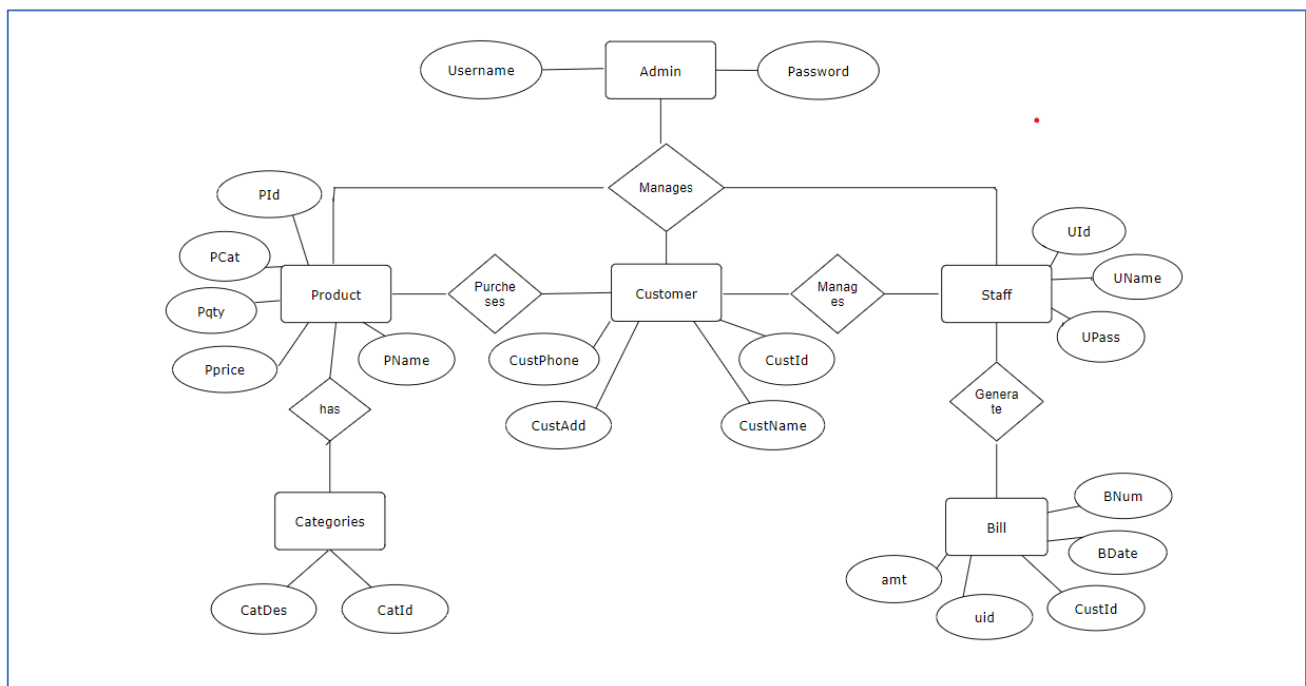 Username
Admin
Password
Manages
PId
UId
PCat
UName
Product
Purche
ses
Customer
Manag
es
Staff
Pqty
UPass
Pprice
PName
CustPhone
CustId
has
Genera
te
CustAdd
CustName
BNum
Categories
Bill
BDate
amt
CatDes
CatId
uid
CustId